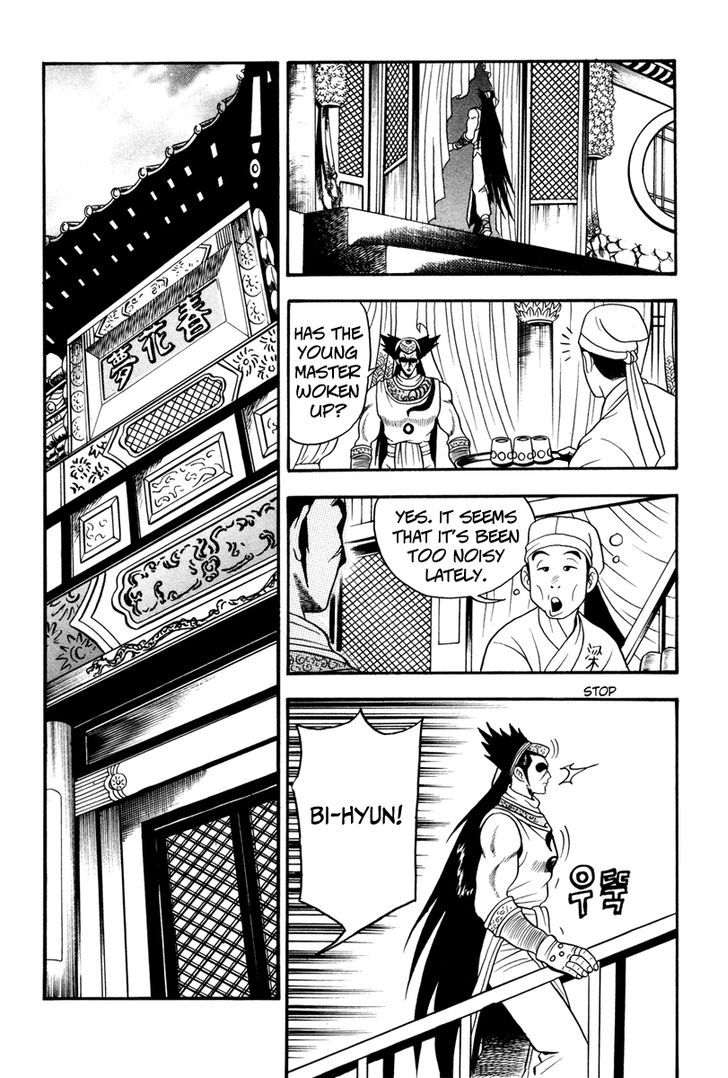 春花夢
HAS THE
YOUNG
MASTER
WOKEN
UP?
YES. IT SEEMS
THAT IT'S BEEN
TOO NOISY
LATELY.
STOP
BI-HYUN!
우뚝